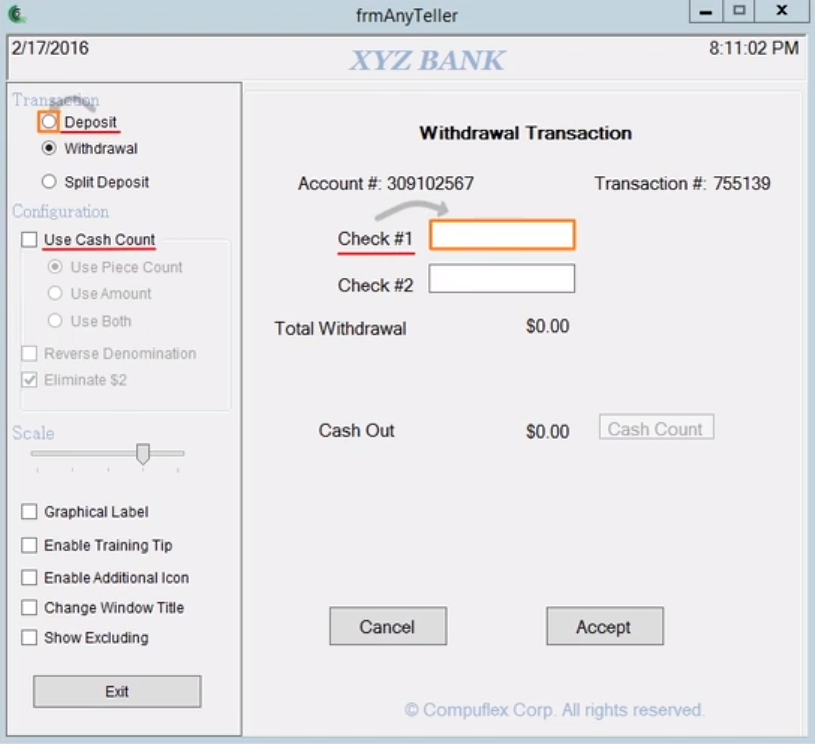 frmAnyTeller
2/17/2016
XYZ BANK
8:11:02 PM
Transaction
Deposit
Withdrawal
Split Deposit
Configuration
Use Cash Count
Use Piece Count
Use Amount
Use Both
Reverse Denomination
Eliminate $2
Scale
Graphical Label
Enable Training Tip
Enable Additional Icon
Change Window Title
Show Excluding
Exit
Withdrawal Transaction
Account #: 309102567 Transaction #: 755139
Check #1
Check #2
Total Withdrawal $0.00
Cash Out $0.00 Cash Count
Cancel Accept
© Compuflex Corp. All rights reserved.